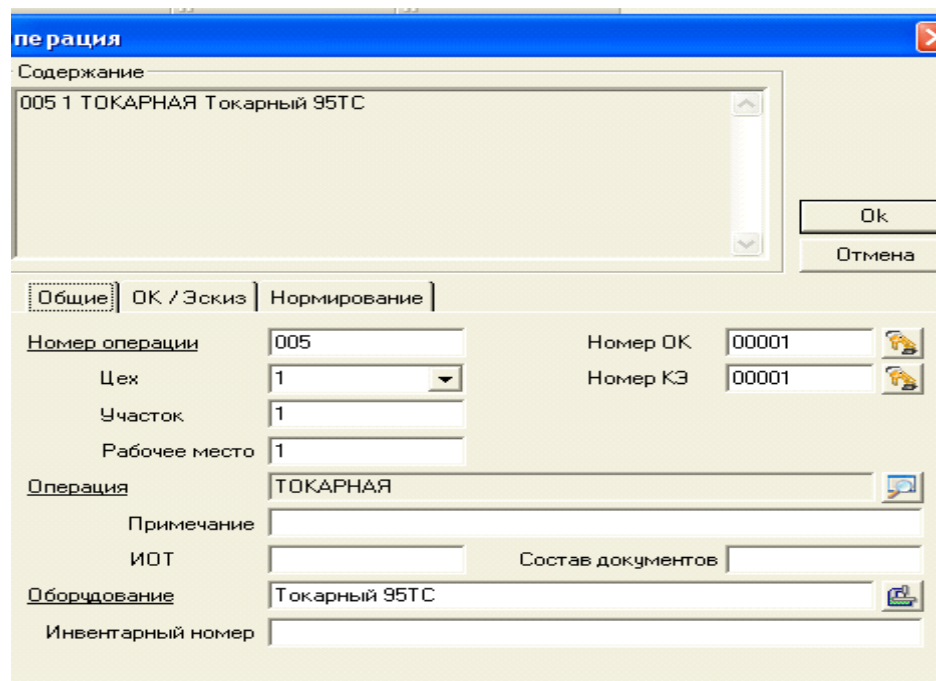 перация
Содержание
005 1 ТОКАРНАЯ Токарный 95ТС
Ok
Отмена
Общие ОК / Эскиз Нормирование
Номер операции 005 Номер ОК 00001
Цех 1 Номер КЭ 00001
Участок 1
Рабочее место 1
Операция ТОКАРНАЯ
Примечание
ИОТ Состав документов
Оборудование Токарный 95ТС
Инвентарный номер